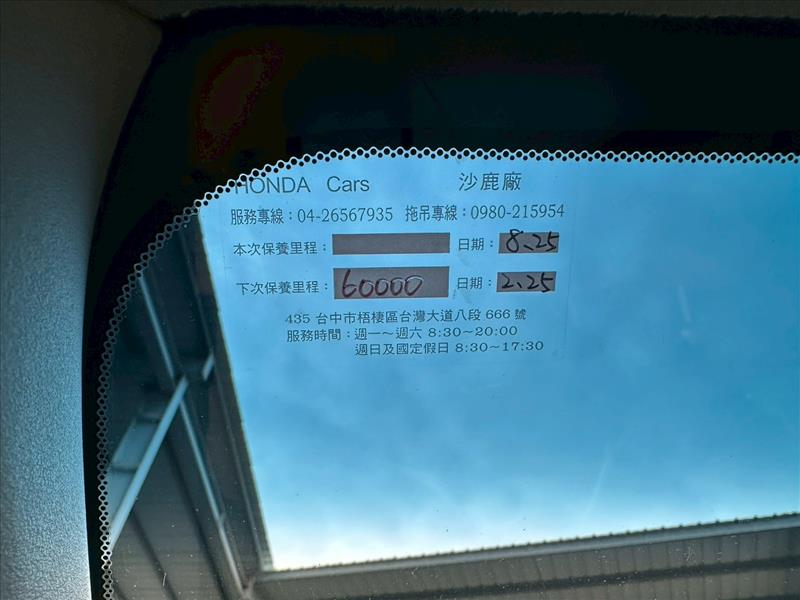 HONDA Cars 沙鹿廠
服務專線：04-26567935 拖吊專線：0980-215954
本次保養里程： 日期： 8.25
下次保養里程： 60000 日期： 2.25
435 台中市梧棲區台灣大道八段 666 號
服務時間：週一～週六 8:30～20:00
週日及國定假日 8:30～17:30